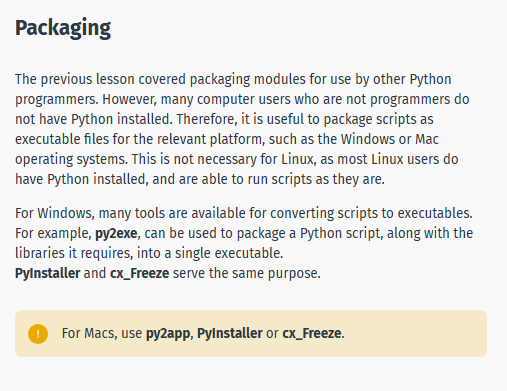 Packaging
The previous lesson covered packaging modules for use by other Python
programmers. However, many computer users who are not programmers do
not have Python installed. Therefore, it is useful to package scripts as
executable files for the relevant platform, such as the Windows or Mac
operating systems. This is not necessary for Linux, as most Linux users do
have Python installed, and are able to run scripts as they are.
For Windows, many tools are available for converting scripts to executables.
For example, py2exe, can be used to package a Python script, along with the
libraries it requires, into a single executable.
PyInstaller and cx_Freeze serve the same purpose.
! For Macs, use py2app, PyInstaller or cx_Freeze.